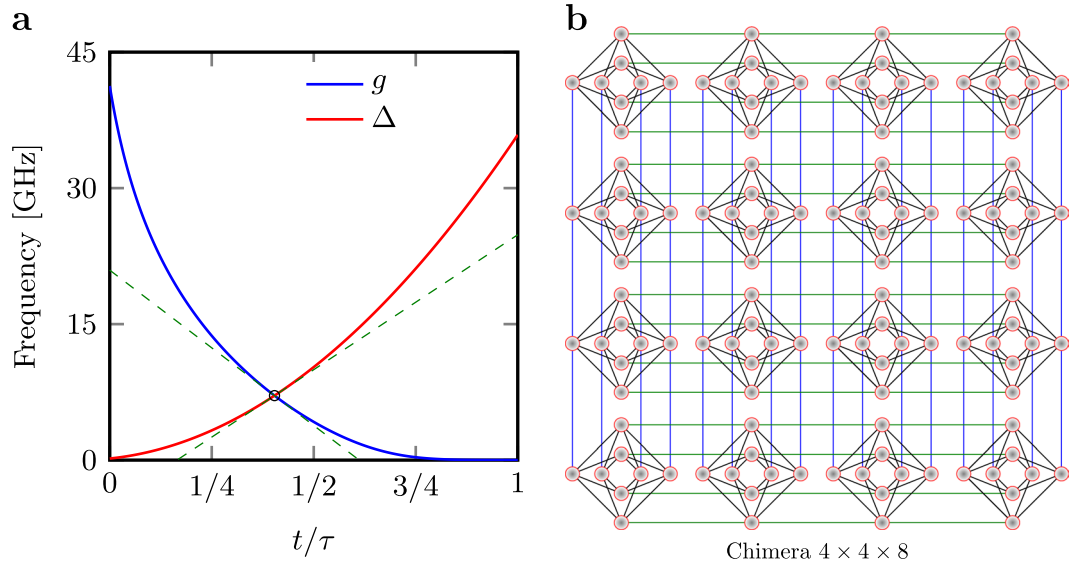 a
45
30
15
0
Frequency [GHz]
g
Δ
0
1/4
1/2
3/4
1
t/τ
b
Chimera 4 × 4 × 8